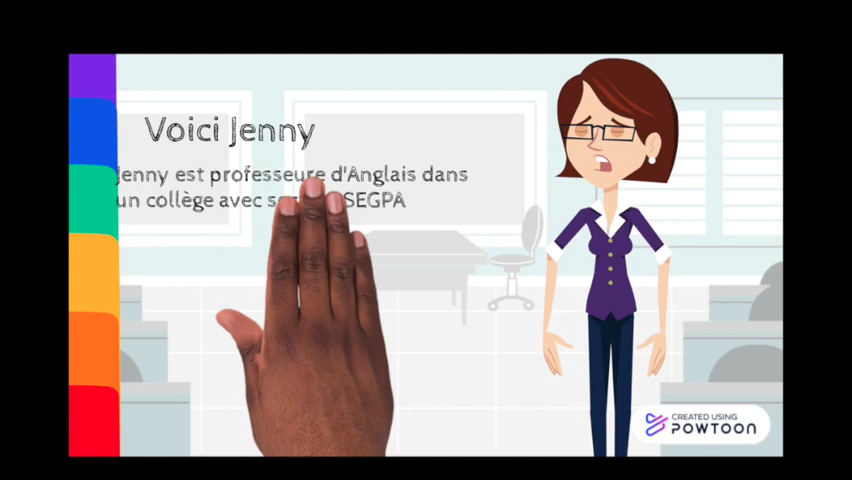 Voici Jenny
Jenny est professeure d'Anglais dans
un collège avec SEGPA
CREATED USING
POWTOON